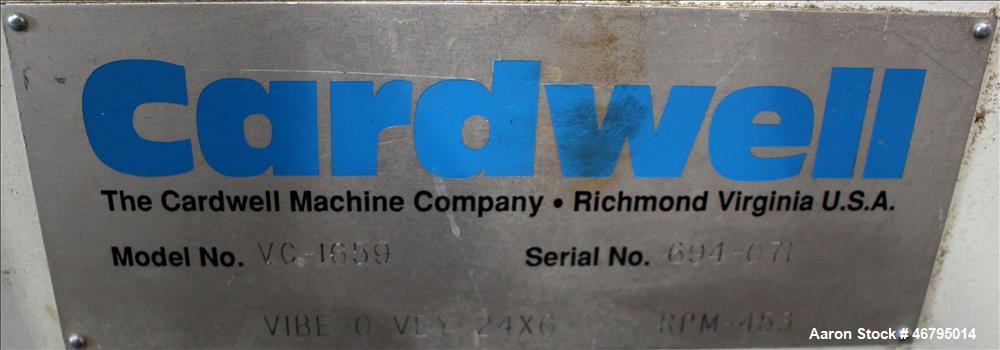 Cardwell
The Cardwell Machine Company • Richmond Virginia U.S.A.
Model No. VC-1659 Serial No. 694-071
VIBE-O-VEY 24X6 RPM-453
Aaron Stock # 46795014